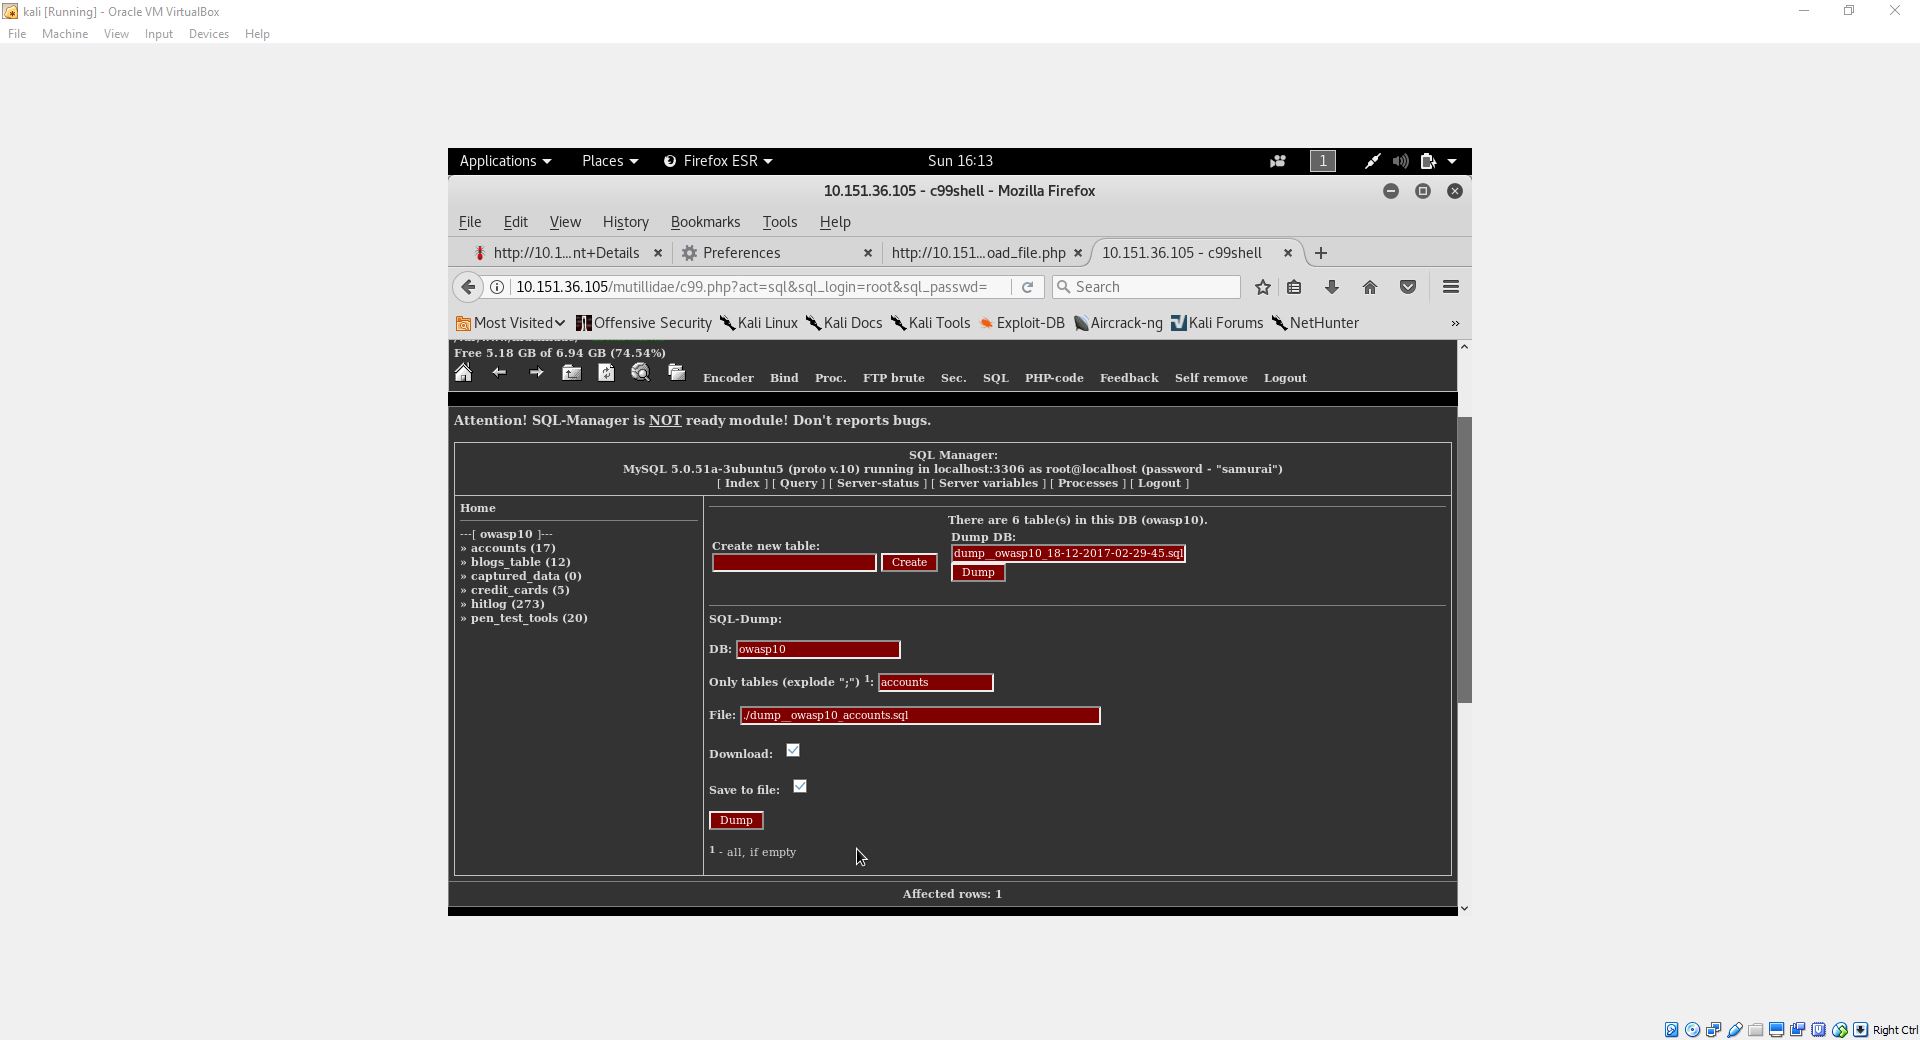 kali [Running] - Oracle VM VirtualBox
File Machine View Input Devices Help
Applications Places Firefox ESR Sun 16:13 1
10.151.36.105 - c99shell - Mozilla Firefox
File Edit View History Bookmarks Tools Help
http://10.1...nt+Details Preferences http://10.151...oad_file.php 10.151.36.105 - c99shell
10.151.36.105/mutillidae/c99.php?act=sql&sql_login=root&sql_passwd= Search
Most Visited Offensive Security Kali Linux Kali Docs Kali Tools Exploit-DB Aircrack-ng Kali Forums NetHunter »
Free 5.18 GB of 6.94 GB (74.54%)
Encoder Bind Proc. FTP brute Sec. SQL PHP-code Feedback Self remove Logout
Attention! SQL-Manager is NOT ready module! Don't reports bugs.
SQL Manager:
MySQL 5.0.51a-3ubuntu5 (proto v.10) running in localhost:3306 as root@localhost (password - "samurai")
[ Index ] [ Query ] [ Server-status ] [ Server variables ] [ Processes ] [ Logout ]
Home
---[ owasp10 ]---
» accounts (17)
» blogs_table (12)
» captured_data (0)
» credit_cards (5)
» hitlog (273)
» pen_test_tools (20)
There are 6 table(s) in this DB (owasp10).
Create new table:
Create
Dump DB:
dump__owasp10_18-12-2017-02-29-45.sql
Dump
SQL-Dump:
DB: owasp10
Only tables (explode ";") 1: accounts
File: ./dump__owasp10_accounts.sql
Download:
Save to file:
Dump
1 - all, if empty
Affected rows: 1
Right Ctrl